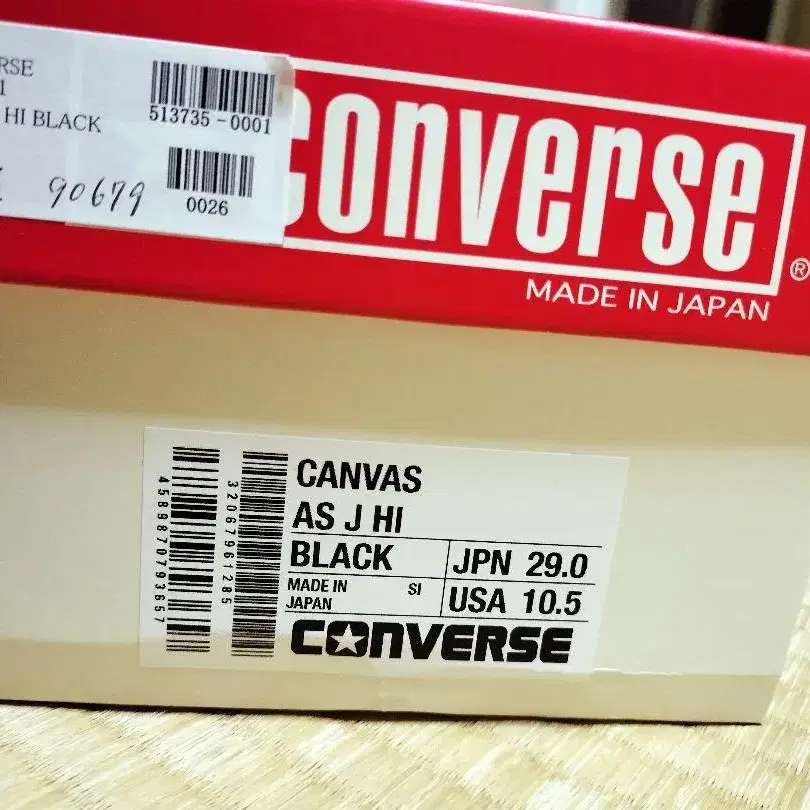 RSE
1
HI BLACK
513735-0001
90679
0026
converse
®
MADE IN JAPAN
4589870793657
32067961285
CANVAS
AS J HI
BLACK JPN 29.0
MADE IN JAPAN SI USA 10.5
CONVERSE